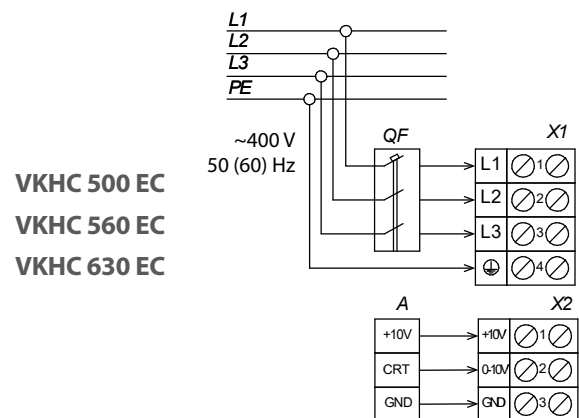 L1
L2
L3
PE
~400 V
50 (60) Hz
QF
X1
VKHC 500 EC
VKHC 560 EC
VKHC 630 EC
L1 1
L2 2
L3 3
4
A
X2
+10V +10V 1
CRT 0-10V 2
GND GND 3